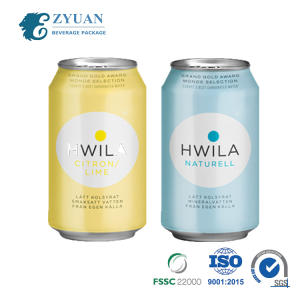 EZYUAN
BEVERAGE PACKAGE
GRAND GOLD AWARD
MONDE SELECTION
HWILA
CITRON/
LIME
LÄTT KOLSYRAT
SMAKSATT VATTEN
FRÅN EGEN KÄLLA
GRAND GOLD AWARD
MONDE SELECTION
HWILA
NATURELL
LÄTT KOLSYRAT
MINERALVATTEN
FRÅN EGEN KÄLLA
FSSC 22000
ISO
9001:2015
SGS